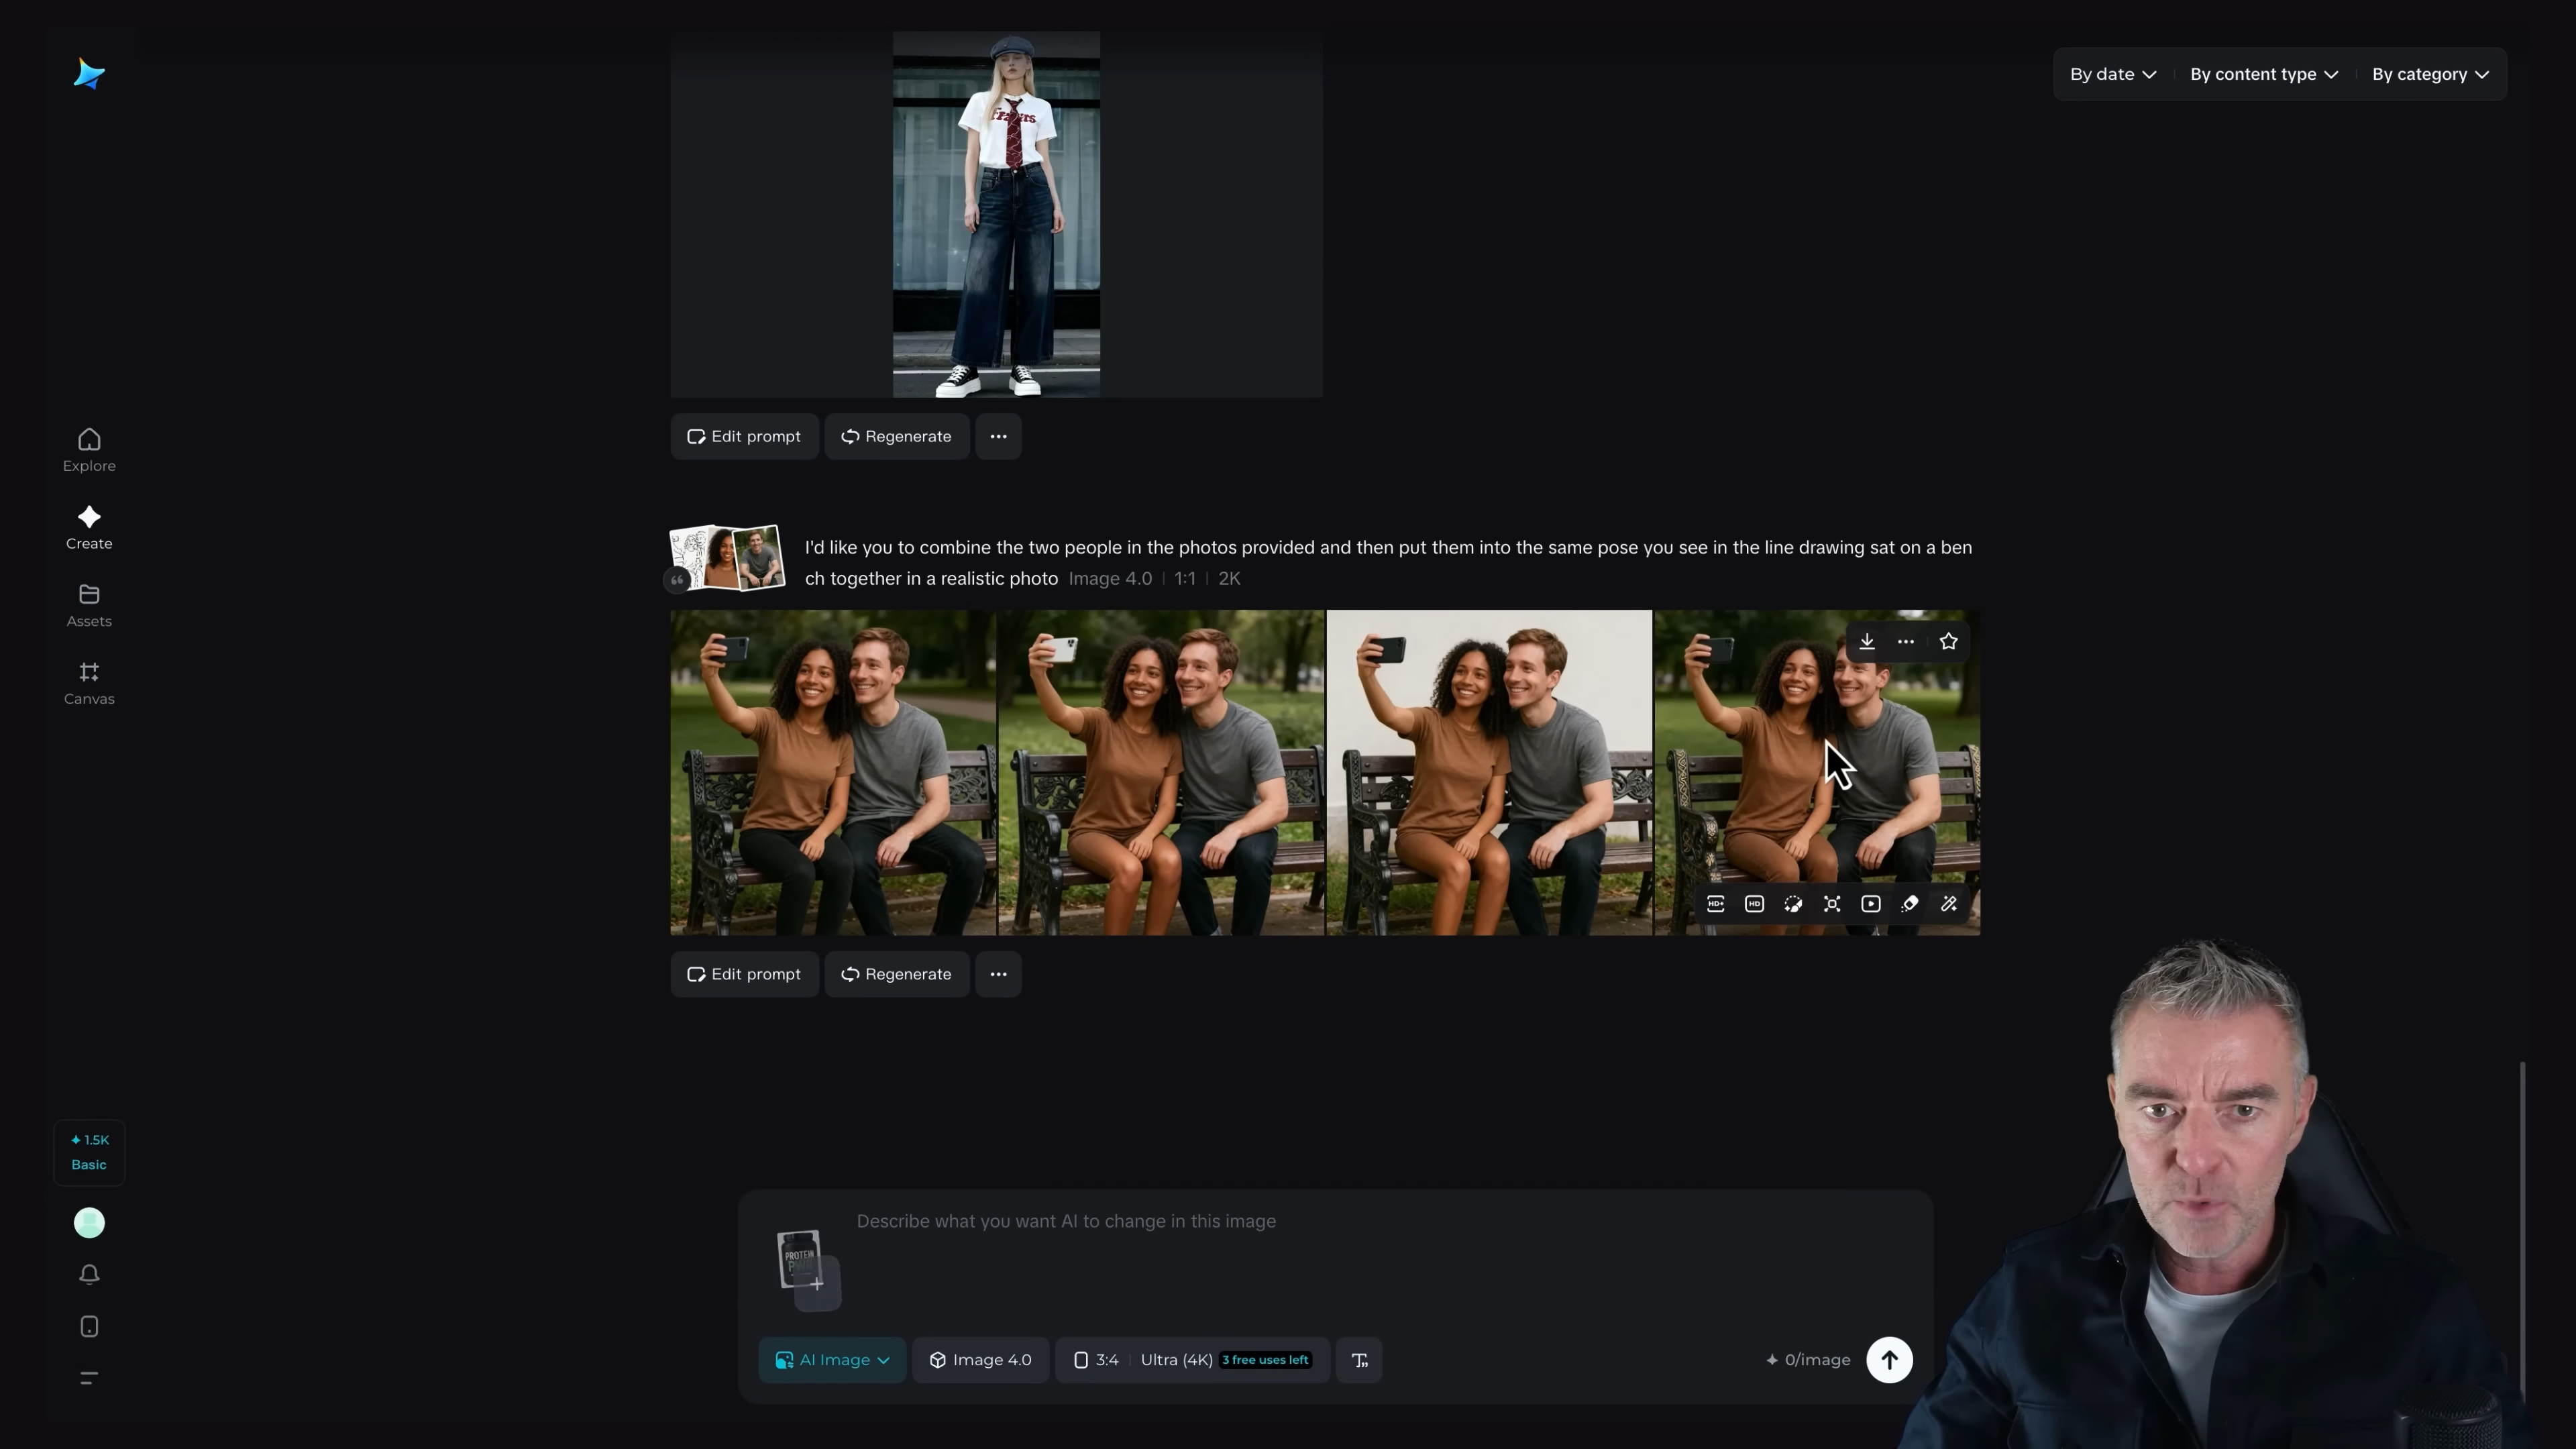 By date
By content type
By category
Edit prompt
Regenerate
Explore
Create
Assets
Canvas
I'd like you to combine the two people in the photos provided and then put them into the same pose you see in the line drawing sat on a ben
ch together in a realistic photo Image 4.0 | 1:1 | 2K
HD+ HD
Edit prompt
Regenerate
1.5K
Basic
Describe what you want AI to change in this image
PROTEIN
AI Image
Image 4.0
3:4
Ultra (4K) 3 free uses left
0/image